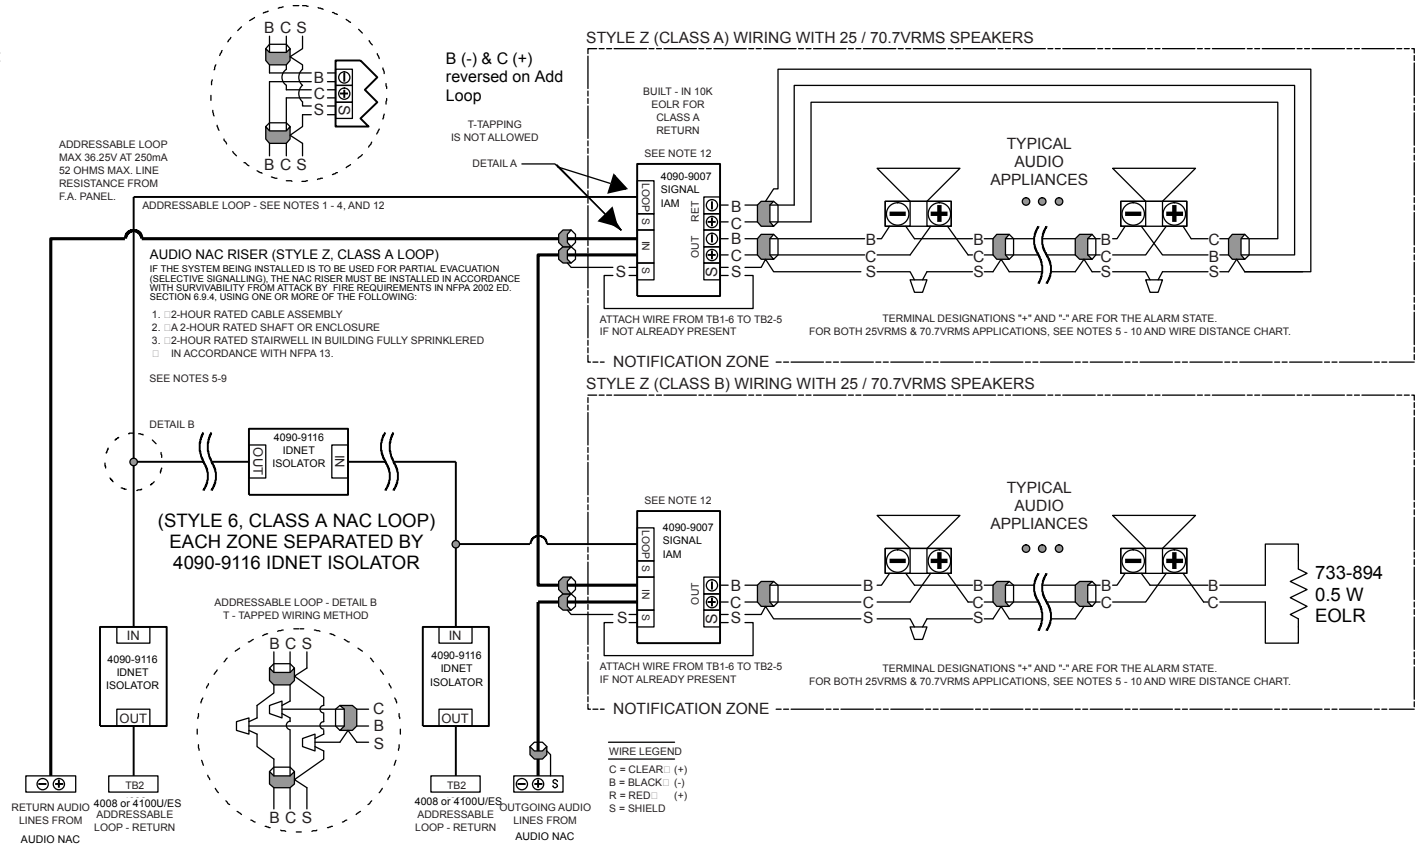 B C S
B
C
S
S
B C S
B (-) & C (+)
reversed on Add
Loop
T-TAPPING
IS NOT ALLOWED
DETAIL A
ADDRESSABLE LOOP
MAX 36.25V AT 250mA
52 OHMS MAX. LINE
RESISTANCE FROM
F.A. PANEL.
ADDRESSABLE LOOP - SEE NOTES 1 - 4, AND 12
AUDIO NAC RISER (STYLE Z, CLASS A LOOP)
IF THE SYSTEM BEING INSTALLED IS TO BE USED FOR PARTIAL EVACUATION
(SELECTIVE SIGNALLING), THE NAC RISER MUST BE INSTALLED IN ACCORDANCE
WITH SURVIVABILITY FROM ATTACK BY FIRE REQUIREMENTS IN NFPA 2002 ED.
SECTION 6.9.4, USING ONE OR MORE OF THE FOLLOWING:
1. □2-HOUR RATED CABLE ASSEMBLY
2. □A 2-HOUR RATED SHAFT OR ENCLOSURE
3. □2-HOUR RATED STAIRWELL IN BUILDING FULLY SPRINKLERED
□ IN ACCORDANCE WITH NFPA 13.
SEE NOTES 5-9
STYLE Z (CLASS A) WIRING WITH 25 / 70.7VRMS SPEAKERS
BUILT - IN 10K
EOLR FOR
CLASS A
RETURN
SEE NOTE 12
4090-9007
SIGNAL
IAM
LOOP
S
IN
S
RET
OUT
S
B
C
B
C
S
S
TYPICAL
AUDIO
APPLIANCES
B
C
S
S
B
C
C
B
S
ATTACH WIRE FROM TB1-6 TO TB2-5
IF NOT ALREADY PRESENT
TERMINAL DESIGNATIONS "+" AND "-" ARE FOR THE ALARM STATE.
FOR BOTH 25VRMS & 70.7VRMS APPLICATIONS, SEE NOTES 5 - 10 AND WIRE DISTANCE CHART.
NOTIFICATION ZONE
STYLE Z (CLASS B) WIRING WITH 25 / 70.7VRMS SPEAKERS
SEE NOTE 12
4090-9007
SIGNAL
IAM
LOOP
S
IN
S
OUT
S
B
C
S
S
TYPICAL
AUDIO
APPLIANCES
B
C
S
S
B
C
B
C
733-894
0.5 W
EOLR
ATTACH WIRE FROM TB1-6 TO TB2-5
IF NOT ALREADY PRESENT
TERMINAL DESIGNATIONS "+" AND "-" ARE FOR THE ALARM STATE.
FOR BOTH 25VRMS & 70.7VRMS APPLICATIONS, SEE NOTES 5 - 10 AND WIRE DISTANCE CHART.
NOTIFICATION ZONE
DETAIL B
4090-9116
IDNET
ISOLATOR
OUT
IN
(STYLE 6, CLASS A NAC LOOP)
EACH ZONE SEPARATED BY
4090-9116 IDNET ISOLATOR
ADDRESSABLE LOOP - DETAIL B
T - TAPPED WIRING METHOD
B C S
C
B
S
B C S
IN
4090-9116
IDNET
ISOLATOR
OUT
IN
4090-9116
IDNET
ISOLATOR
OUT
RETURN AUDIO
LINES FROM
AUDIO NAC
TB2
4008 or 4100U/ES
ADDRESSABLE
LOOP - RETURN
TB2
4008 or 4100U/ES
ADDRESSABLE
LOOP - RETURN
S
OUTGOING AUDIO
LINES FROM
AUDIO NAC
WIRE LEGEND
C = CLEAR□ (+)
B = BLACK□ (-)
R = RED□ (+)
S = SHIELD